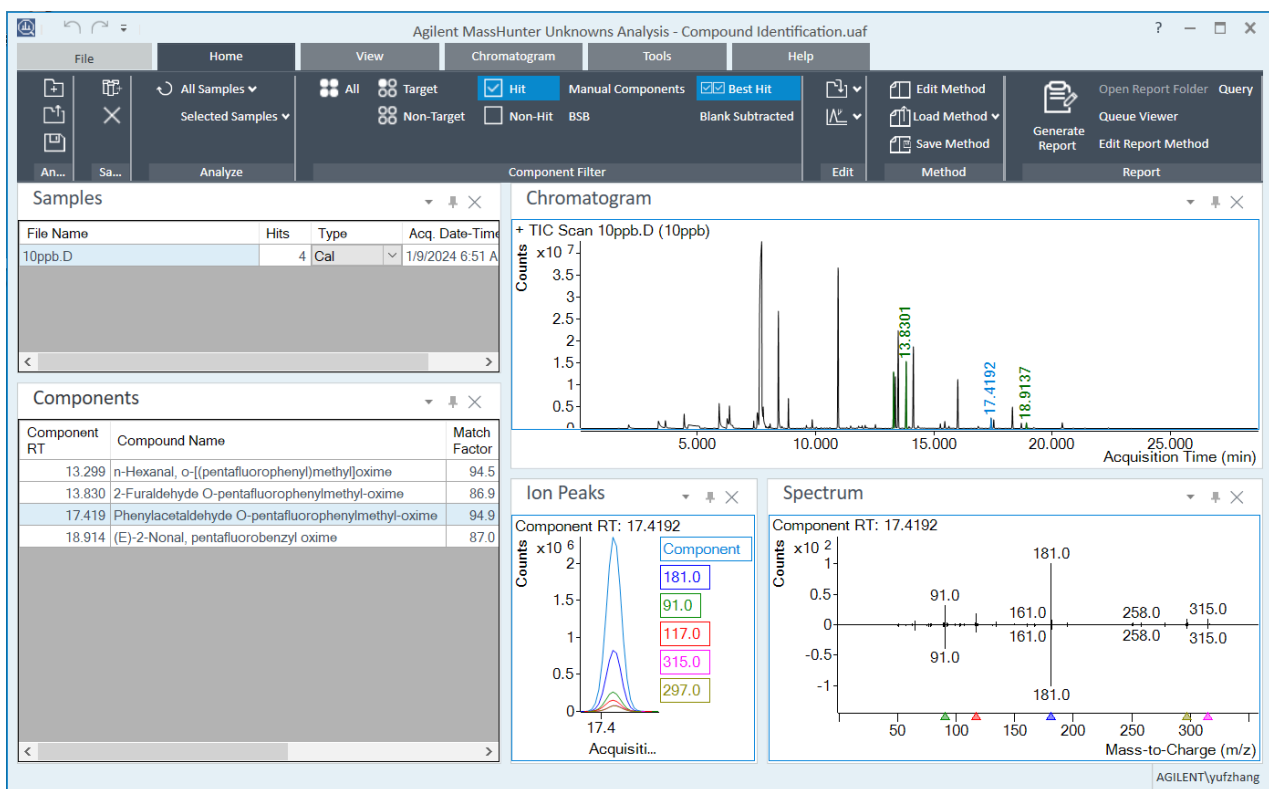 Agilent MassHunter Unknowns Analysis - Compound Identification.uaf
?
File Home View Chromatogram Tools Help
All Samples
Selected Samples
All Target
Non-Target
Hit
Non-Hit
Manual Components
BSB
Best Hit
Blank Subtracted
Edit Method
Load Method
Save Method
Generate
Report
Open Report Folder Query
Queue Viewer
Edit Report Method
An... Sa... Analyze Component Filter Edit Method Report
Samples
File Name Hits Type Acq. Date-Time
10ppb.D 4 Cal 1/9/2024 6:51 A
Components
Component
RT
Compound Name
Match
Factor
13.299 n-Hexanal, o-[(pentafluorophenyl)methyl]oxime 94.5
13.830 2-Furaldehyde O-pentafluorophenylmethyl-oxime 86.9
17.419 Phenylacetaldehyde O-pentafluorophenylmethyl-oxime 94.9
18.914 (E)-2-Nonal, pentafluorobenzyl oxime 87.0
Chromatogram
+ TIC Scan 10ppb.D (10ppb)
Counts
x10 7
3.5
3
2.5
2
1.5
1
0.5
0
13.8301
17.4192
18.9137
5.000 10.000 15.000 20.000 25.000
Acquisition Time (min)
Ion Peaks
Component RT: 17.4192
Counts
x10 6
2
1.5
1
0.5
0
Component
181.0
91.0
117.0
315.0
297.0
17.4
Acquisiti...
Spectrum
Component RT: 17.4192
Counts
x10 2
1
0.5
0
-0.5
-1
181.0
91.0
161.0
258.0
315.0
161.0
258.0
315.0
91.0
181.0
50 100 150 200 250 300
Mass-to-Charge (m/z)
AGILENT\yufzhang